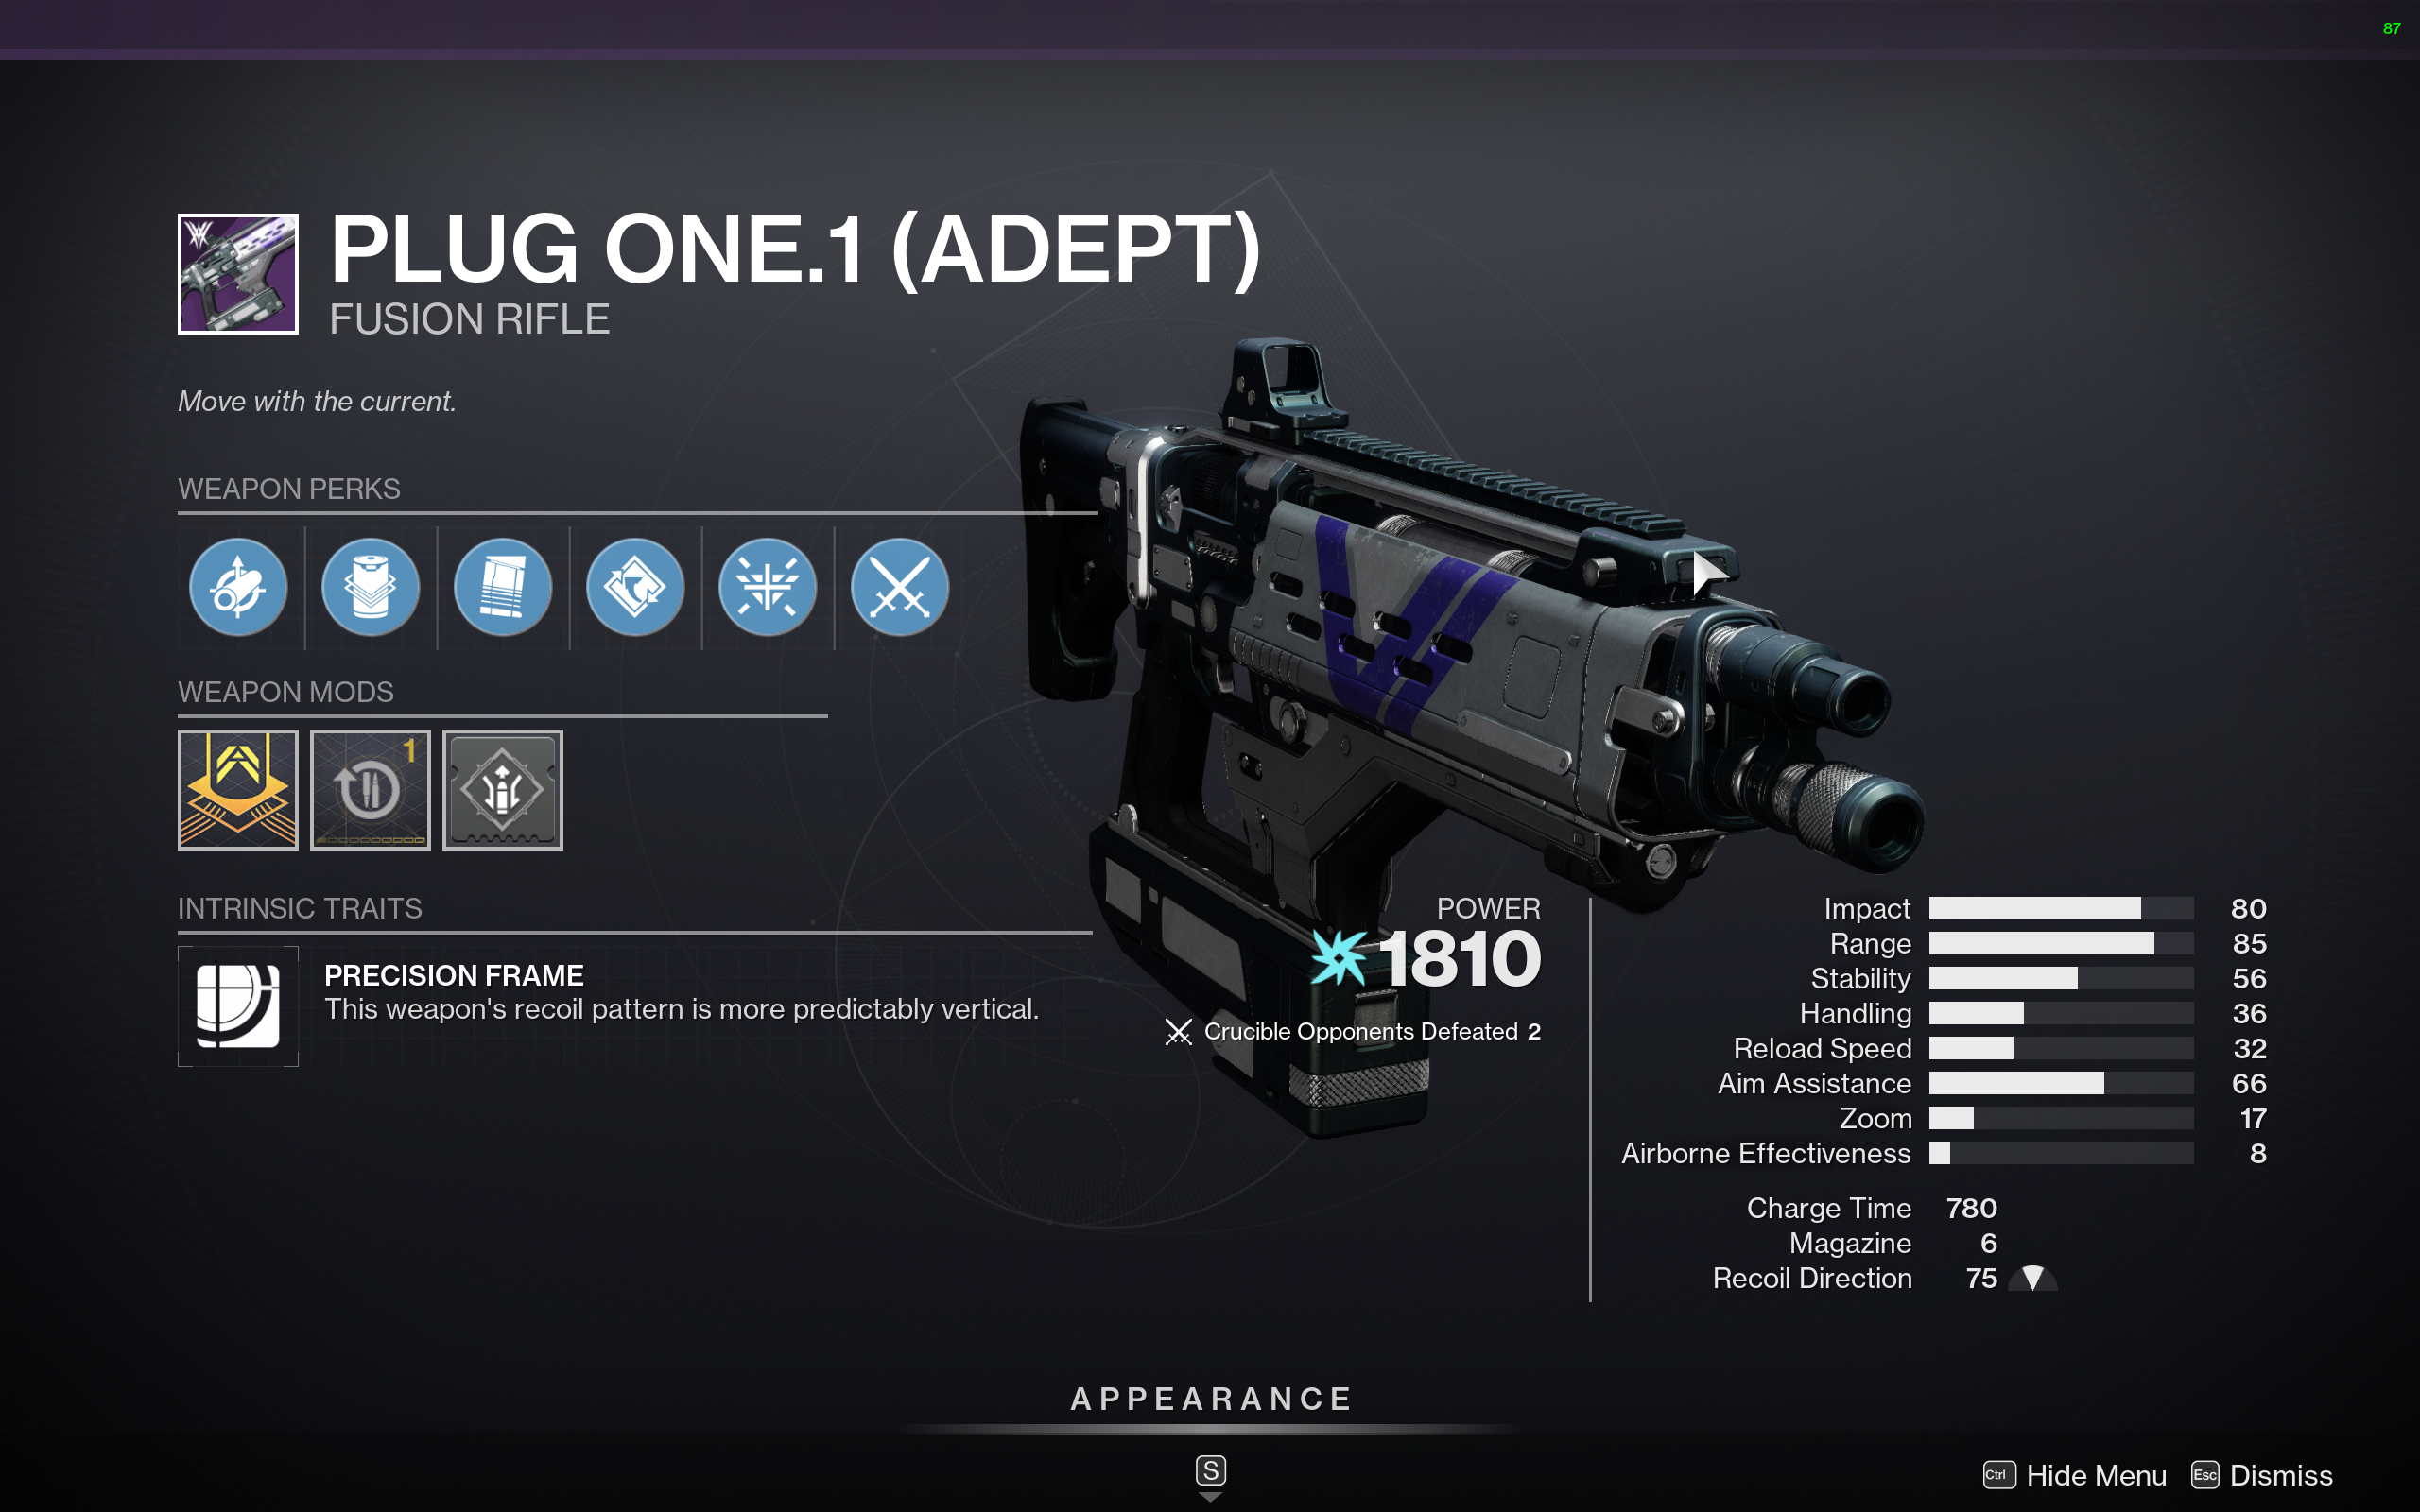 87
PLUG ONE.1 (ADEPT)
FUSION RIFLE
Move with the current.
WEAPON PERKS
WEAPON MODS
1
INTRINSIC TRAITS
PRECISION FRAME
This weapon's recoil pattern is more predictably vertical.
POWER
1810
Crucible Opponents Defeated 2
Impact 80
Range 85
Stability 56
Handling 36
Reload Speed 32
Aim Assistance 66
Zoom 17
Airborne Effectiveness 8
Charge Time 780
Magazine 6
Recoil Direction 75
APPEARANCE
S
Ctrl Hide Menu Esc Dismiss